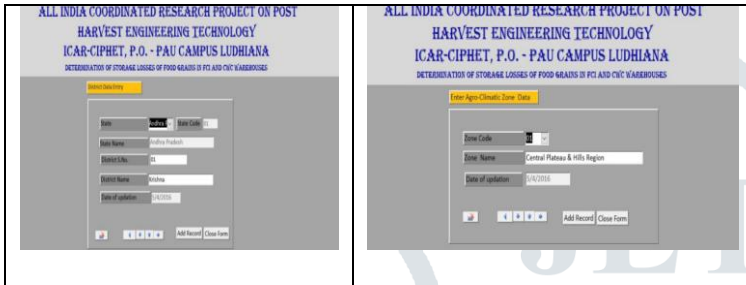 ALL INDIA COORDINATED RESEARCH PROJECT ON POST
HARVEST ENGINEERING TECHNOLOGY
ICAR-CIPHET, P.O. - PAU CAMPUS LUDHIANA
DETERMINATION OF STORAGE LOSSES OF FOOD GRAINS IN FCI AND CWC WAREHOUSES
District Data Entry
State Andhra State Code 01
State Name Andhra Pradesh
District S.No. 01
District Name Krishna
Date of updation 5/4/2016
Add Record Close Form
ALL INDIA COORDINATED RESEARCH PROJECT ON POST
HARVEST ENGINEERING TECHNOLOGY
ICAR-CIPHET, P.O. - PAU CAMPUS LUDHIANA
DETERMINATION OF STORAGE LOSSES OF FOOD GRAINS IN FCI AND CWC WAREHOUSES
Enter Agro-Climatic Zone Data
Zone Code 01
Zone Name Central Plateau & Hills Region
Date of updation 5/4/2016
Add Record Close Form